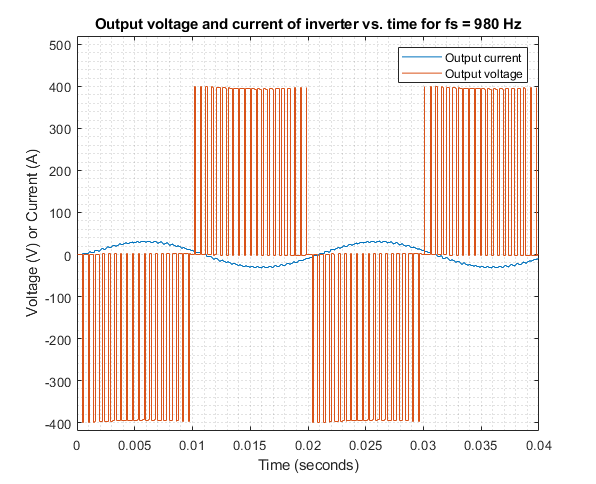 Output voltage and current of inverter vs. time for fs = 980 Hz
Output current
Output voltage
Voltage (V) or Current (A)
500
400
300
200
100
0
-100
-200
-300
-400
0 0.005 0.01 0.015 0.02 0.025 0.03 0.035 0.04
Time (seconds)